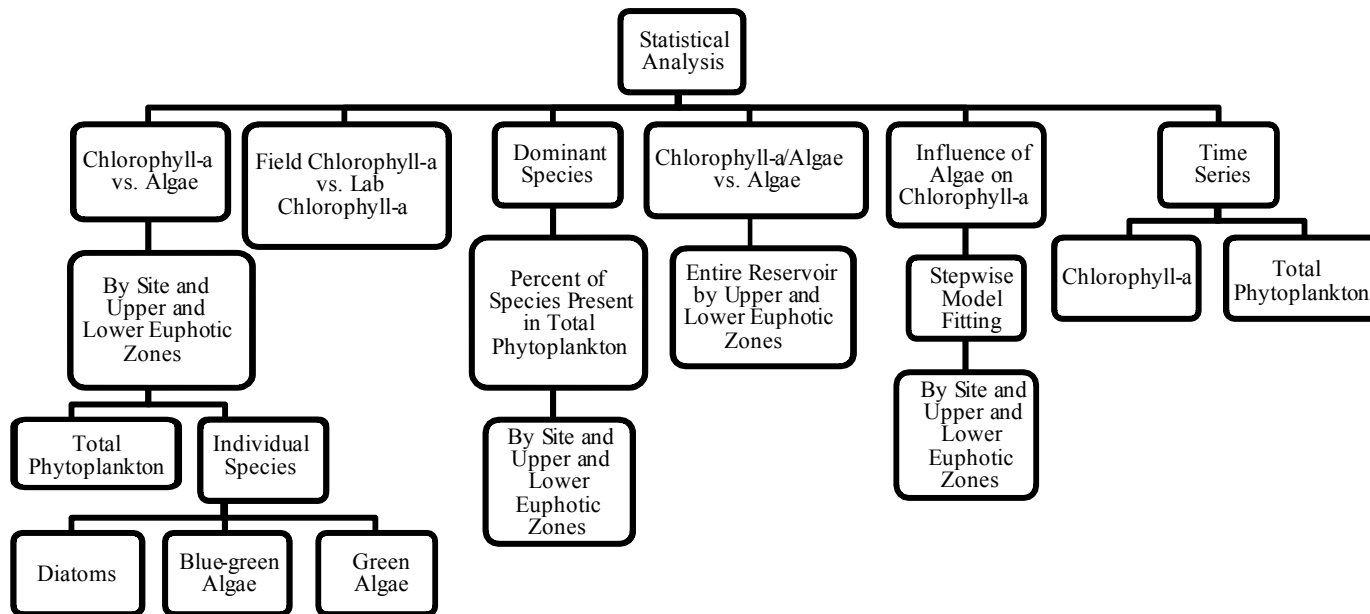 Statistical
Analysis
Chlorophyll-a
vs. Algae
Field Chlorophyll-a
vs. Lab
Chlorophyll-a
Dominant
Species
Chlorophyll-a/Algae
vs. Algae
Influence of
Algae on
Chlorophyll-a
Time
Series
By Site and
Upper and
Lower Euphotic
Zones
Percent of
Species Present
in Total
Phytoplankton
Entire Reservoir
by Upper and
Lower Euphotic
Zones
Stepwise
Model
Fitting
Chlorophyll-a
Total
Phytoplankton
Total
Phytoplankton
Individual
Species
By Site and
Upper and
Lower
Euphotic
Zones
By Site and
Upper and
Lower
Euphotic
Zones
Diatoms
Blue-green
Algae
Green
Algae